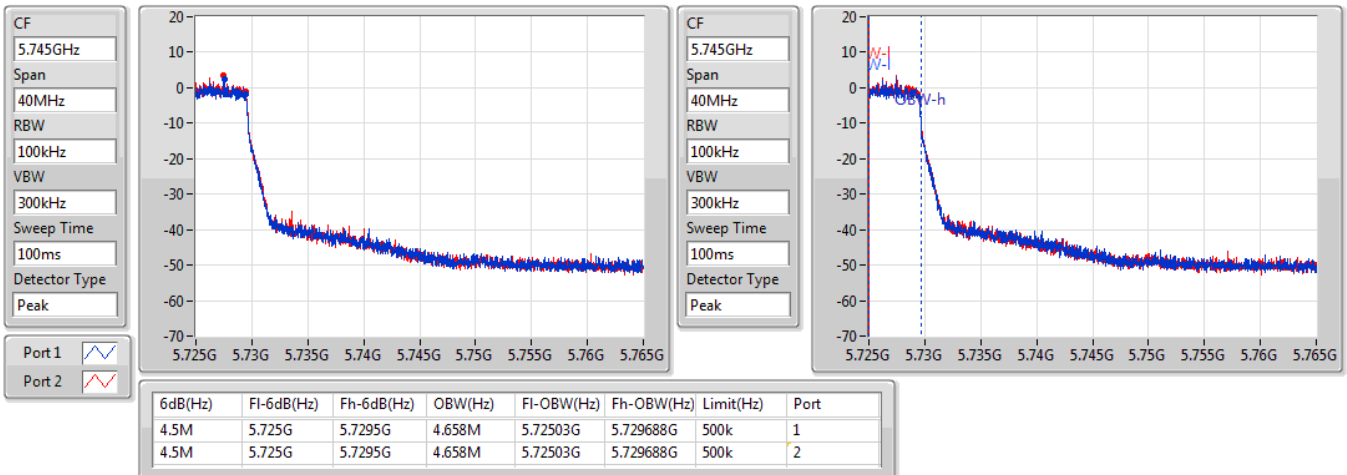 CF
5.745GHz
Span
40MHz
RBW
100kHz
VBW
300kHz
Sweep Time
100ms
Detector Type
Peak
Port 1
Port 2
20
10
0
-10
-20
-30
-40
-50
-60
-70
5.725G 5.73G 5.735G 5.74G 5.745G 5.75G 5.755G 5.76G 5.765G
CF
5.745GHz
Span
40MHz
RBW
100kHz
VBW
300kHz
Sweep Time
100ms
Detector Type
Peak
20
10
0
-10
-20
-30
-40
-50
-60
-70
W-l
W-l
OBW-h
5.725G 5.73G 5.735G 5.74G 5.745G 5.75G 5.755G 5.76G 5.765G
6dB(Hz) Fl-6dB(Hz) Fh-6dB(Hz) OBW(Hz) Fl-OBW(Hz) Fh-OBW(Hz) Limit(Hz) Port
4.5M 5.725G 5.7295G 4.658M 5.72503G 5.729688G 500k 1
4.5M 5.725G 5.7295G 4.658M 5.72503G 5.729688G 500k 2